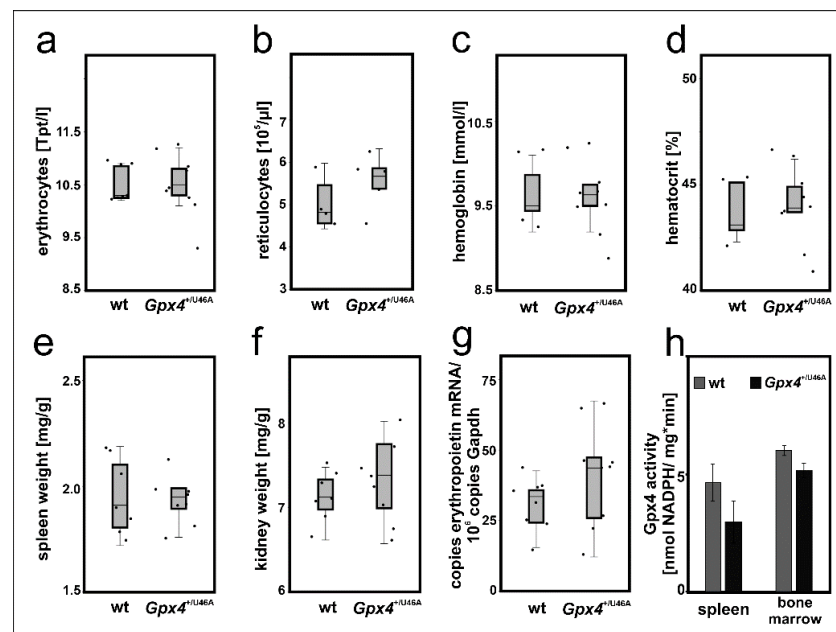 a
erythrocytes [Tpt/l]
11.5
10.5
10.5
8.5
wt Gpx4+/U46A
b
reticulocytes [10⁵/µl]
7
6
5
4
3
wt Gpx4+/U46A
c
hemoglobin [mmol/l]
10.5
9.5
8.5
wt Gpx4+/U46A
d
hematocrit [%]
50
45
40
wt Gpx4+/U46A
e
spleen weight [mg/g]
2.5
2.0
1.5
wt Gpx4+/U46A
f
kidney weight [mg/g]
8
7
6
wt Gpx4+/U46A
g
copies erythropoietin mRNA/
10⁶ copies Gapdh
75
50
25
0
wt Gpx4+/U46A
h
wt Gpx4+/U46A
Gpx4 activity
[nmol NADPH/ mg*min]
5
0
spleen bone
marrow